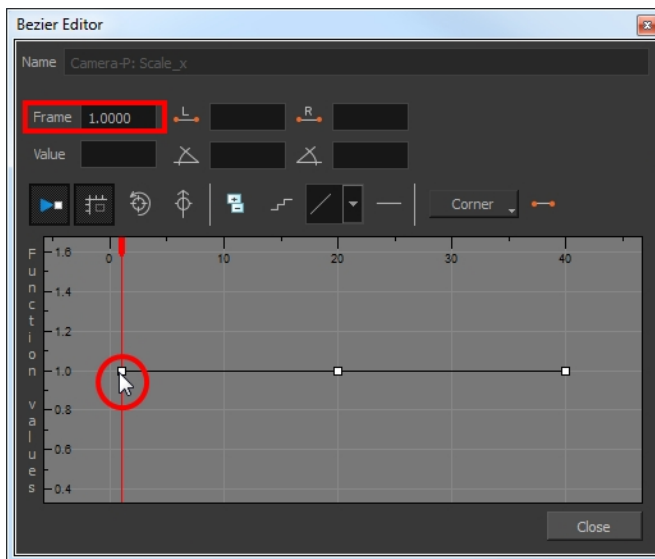 Bezier Editor
x
Name Camera-P: Scale_x
Frame 1.0000 L R
Value
Corner
Function values
0 10 20 30 40
1.6
1.4
1.2
1.0
0.8
0.6
0.4
Close